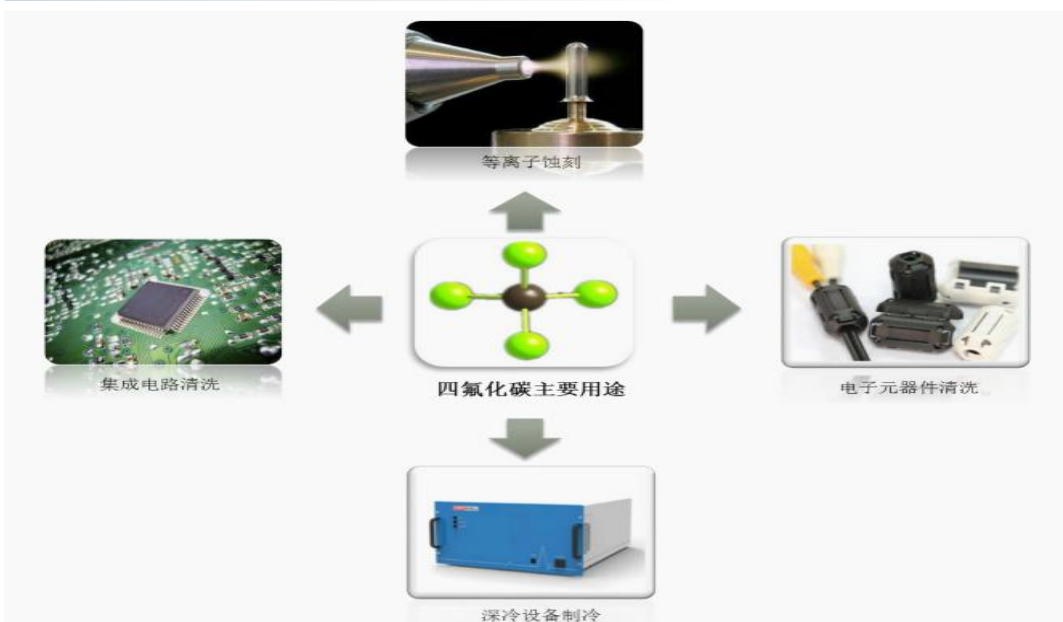 等离子蚀刻
集成电路清洗
四氟化碳主要用途
电子元器件清洗
深冷设备制冷